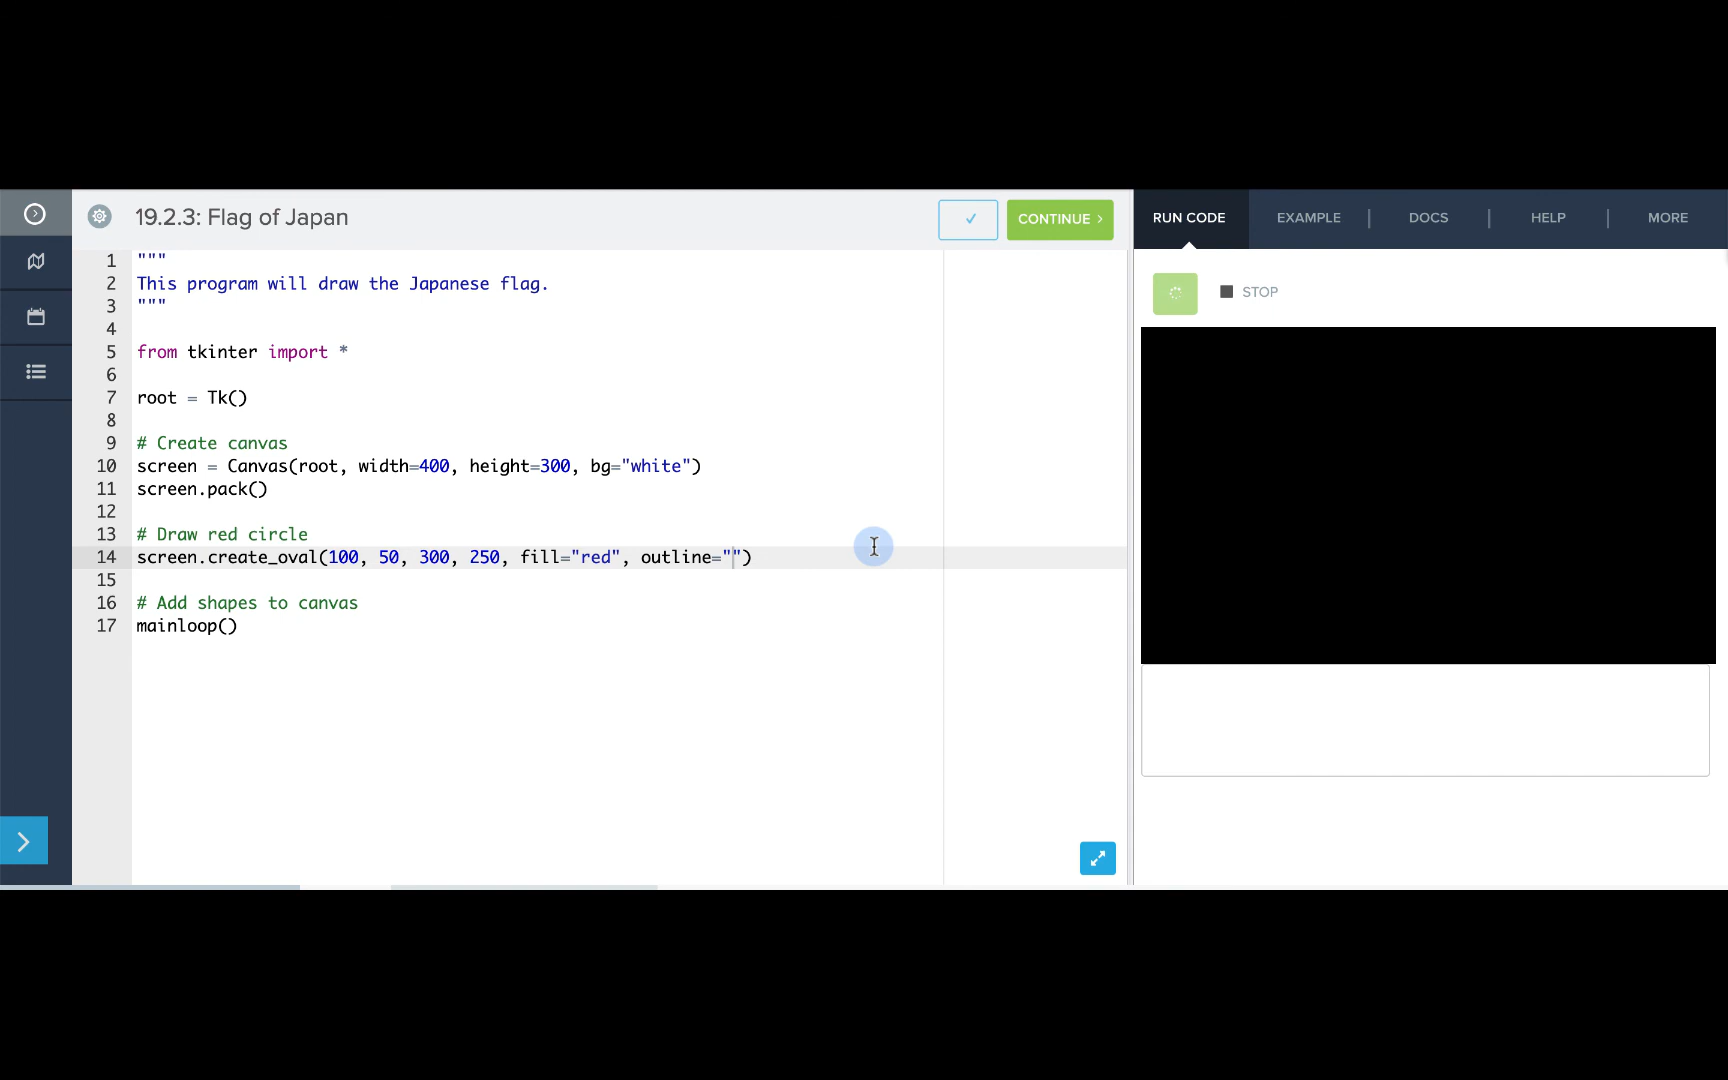 19.2.3: Flag of Japan
✓
CONTINUE >
RUN CODE
EXAMPLE
DOCS
HELP
MORE
1 """
2 This program will draw the Japanese flag.
3 """
4
5 from tkinter import *
6
7 root = Tk()
8
9 # Create canvas
10 screen = Canvas(root, width=400, height=300, bg="white")
11 screen.pack()
12
13 # Draw red circle
14 screen.create_oval(100, 50, 300, 250, fill="red", outline="")
15
16 # Add shapes to canvas
17 mainloop()
STOP